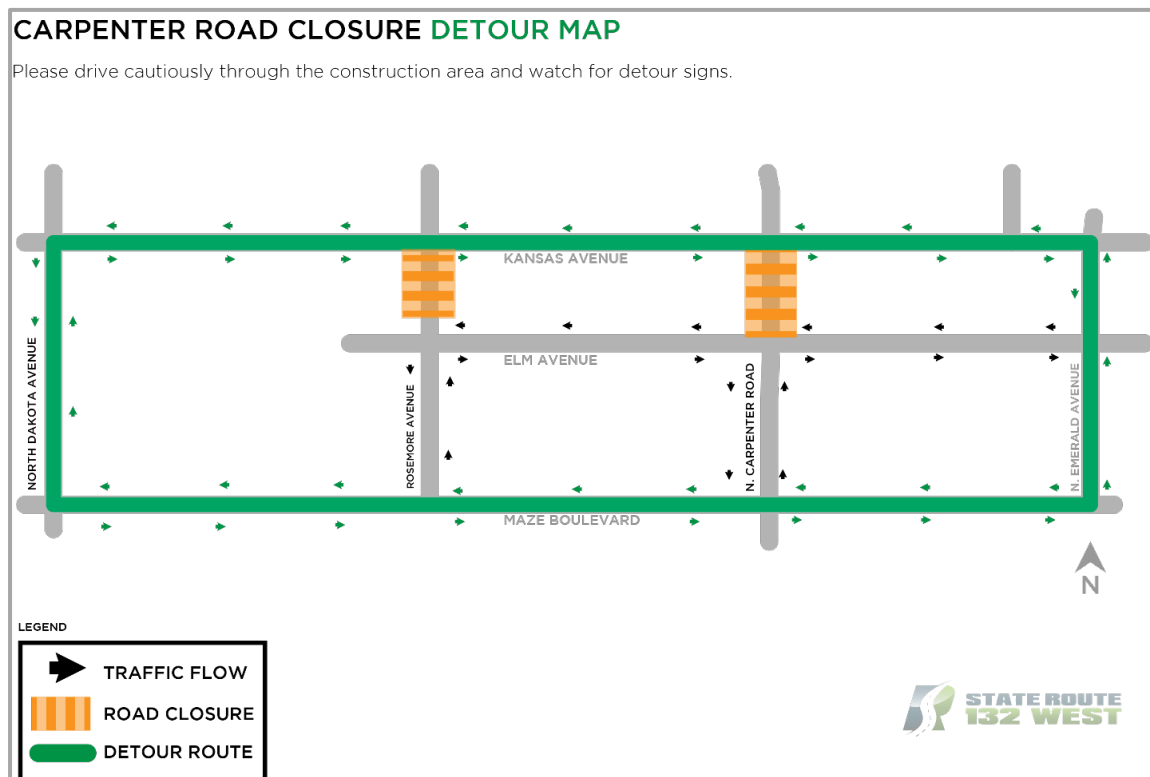 CARPENTER ROAD CLOSURE DETOUR MAP
Please drive cautiously through the construction area and watch for detour signs.
KANSAS AVENUE
ELM AVENUE
NORTH DAKOTA AVENUE
ROSEMORE AVENUE
N. CARPENTER ROAD
N. EMERALD AVENUE
MAZE BOULEVARD
N
LEGEND
TRAFFIC FLOW
ROAD CLOSURE
DETOUR ROUTE
STATE ROUTE
132 WEST